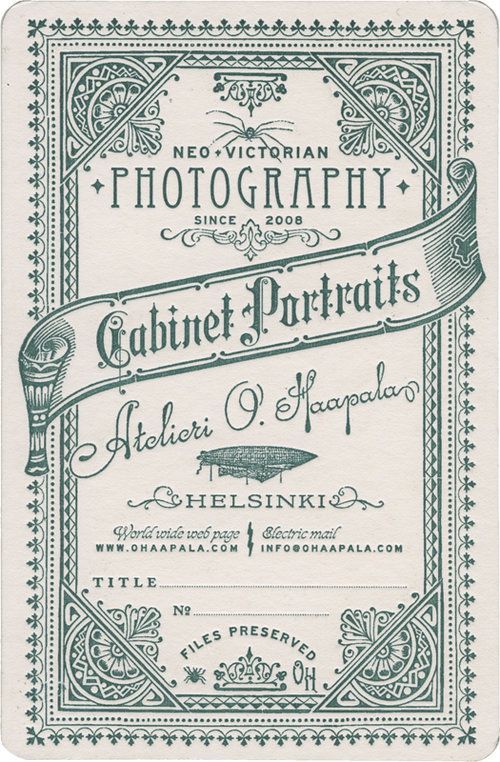 NEO + VICTORIAN
PHOTOGRAPHY
SINCE 2008
Cabinet Portraits
Atelieri O. Haapala
HELSINKI
World wide web page Electric mail
WWW.OHAAPALA.COM INFO@OHAAPALA.COM
TITLE
No
FILES PRESERVED
OH